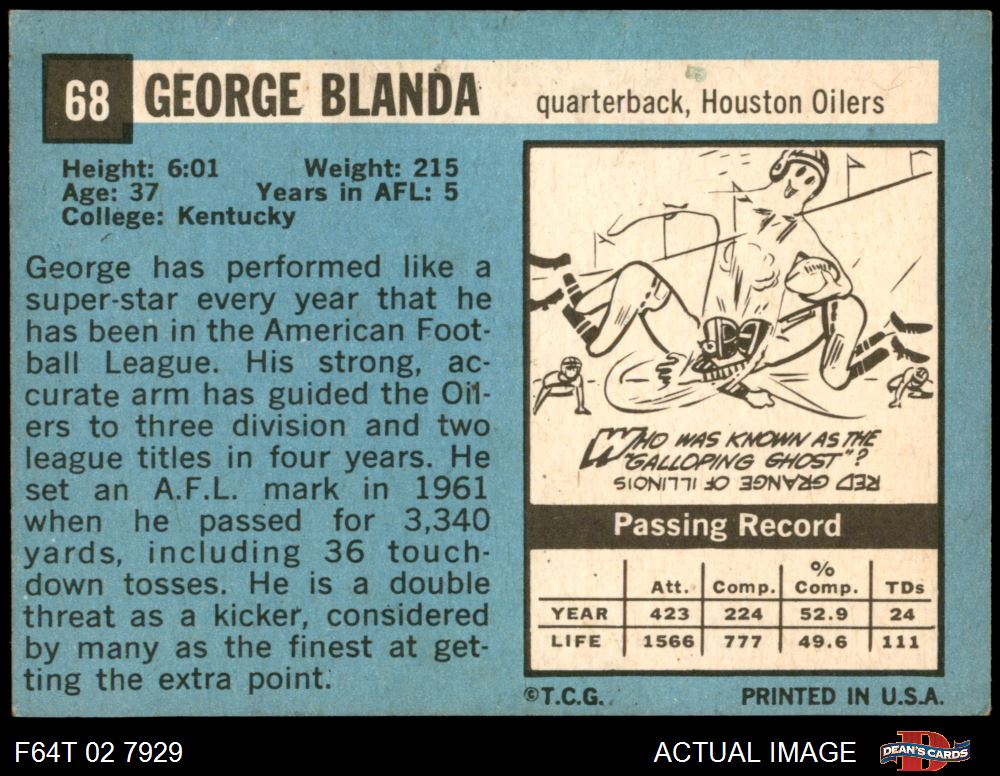 68 GEORGE BLANDA quarterback, Houston Oilers
Height: 6:01 Weight: 215
Age: 37 Years in AFL: 5
College: Kentucky
George has performed like a
super-star every year that he
has been in the American Foot-
ball League. His strong, ac-
curate arm has guided the Oil-
ers to three division and two
league titles in four years. He
set an A.F.L. mark in 1961
when he passed for 3,340
yards, including 36 touch-
down tosses. He is a double
threat as a kicker, considered
by many as the finest at get-
ting the extra point.
WHO WAS KNOWN AS THE
"GALLOPING GHOST"?
RED GRANGE OF ILLINOIS
Passing Record
Att. Comp. % Comp. TDs
YEAR 423 224 52.9 24
LIFE 1566 777 49.6 111
©T.C.G. PRINTED IN U.S.A.
F64T 02 7929 ACTUAL IMAGE DEAN'S CARDS